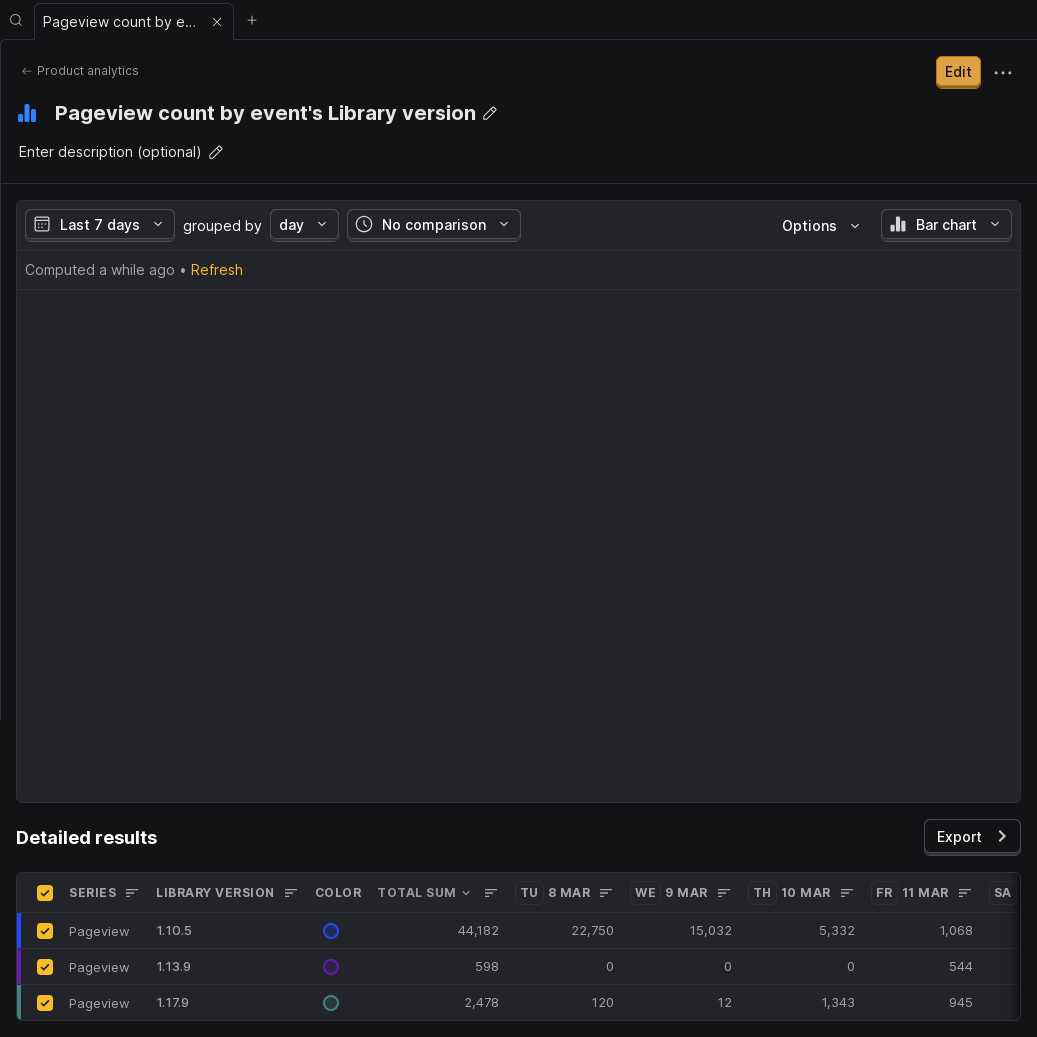 Pageview count by e...
Product analytics
Edit
Pageview count by event's Library version
Enter description (optional)
Last 7 days grouped by day No comparison Options Bar chart
Computed a while ago • Refresh
Detailed results
Export
SERIES LIBRARY VERSION COLOR TOTAL SUM TU 8 MAR WE 9 MAR TH 10 MAR FR 11 MAR SA
Pageview 1.10.5 44,182 22,750 15,032 5,332 1,068
Pageview 1.13.9 598 0 0 0 544
Pageview 1.17.9 2,478 120 12 1,343 945